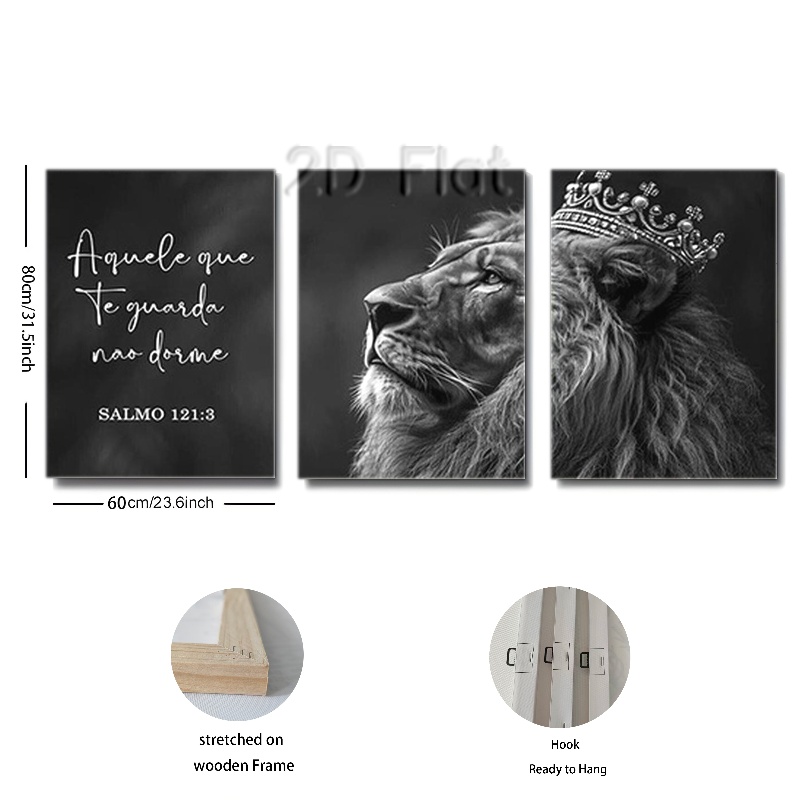 2D Flat
Aquele que
Te guarda
nao dorme
SALMO 121:3
80cm/31.5inch
60cm/23.6inch
stretched on
wooden Frame
Hook
Ready to Hang